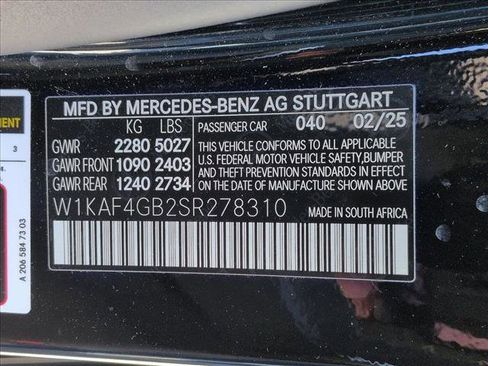 MFD BY MERCEDES-BENZ AG STUTTGART
KG LBS PASSENGER CAR 040 02/25
GVWR 2280 5027
GAWR FRONT 1090 2403
GAWR REAR 1240 2734
THIS VEHICLE CONFORMS TO ALL APPLICABLE
U.S. FEDERAL MOTOR VEHICLE SAFETY, BUMPER
AND THEFT PREVENTION STANDARDS IN EFFECT
ON THE DATE OF MANUFACTURE SHOWN ABOVE.
W1KAF4GB2SR278310 MADE IN SOUTH AFRICA
3
A 206 584 73 03